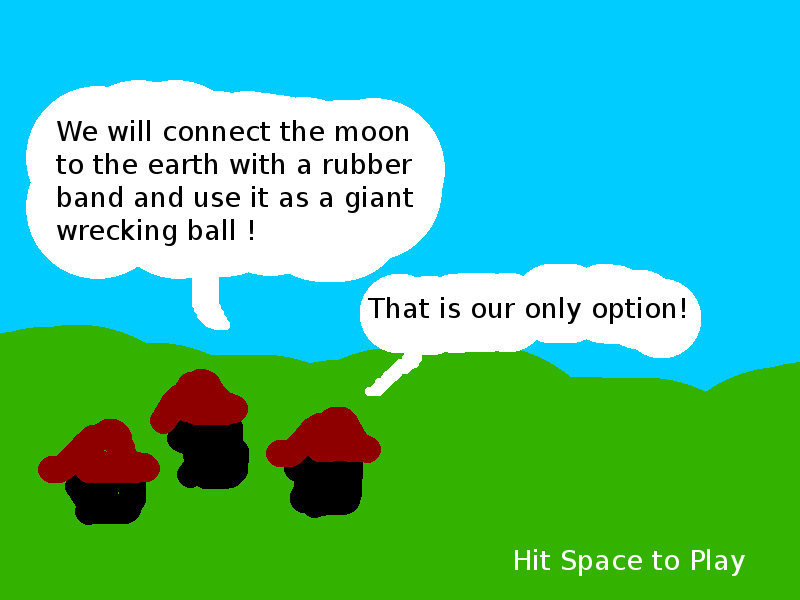 We will connect the moon
to the earth with a rubber
band and use it as a giant
wrecking ball !
That is our only option!
Hit Space to Play